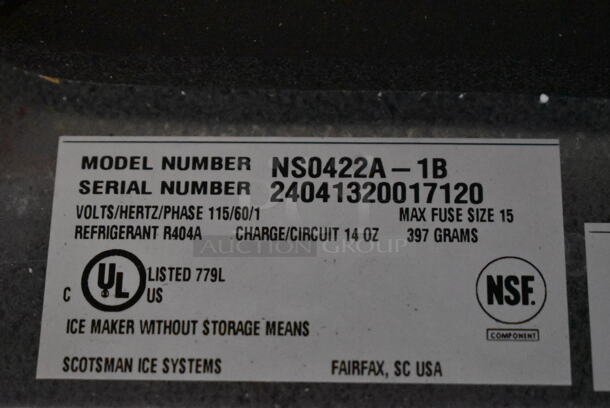 MODEL NUMBER NS0422A-1B
SERIAL NUMBER 24041320017120
VOLTS/HERTZ/PHASE 115/60/1 MAX FUSE SIZE 15
REFRIGERANT R404A CHARGE/CIRCUIT 14 OZ 397 GRAMS
AUCTION GROUP
C UL LISTED 779L US
NSF.
COMPONENT
ICE MAKER WITHOUT STORAGE MEANS
SCOTSMAN ICE SYSTEMS FAIRFAX, SC USA